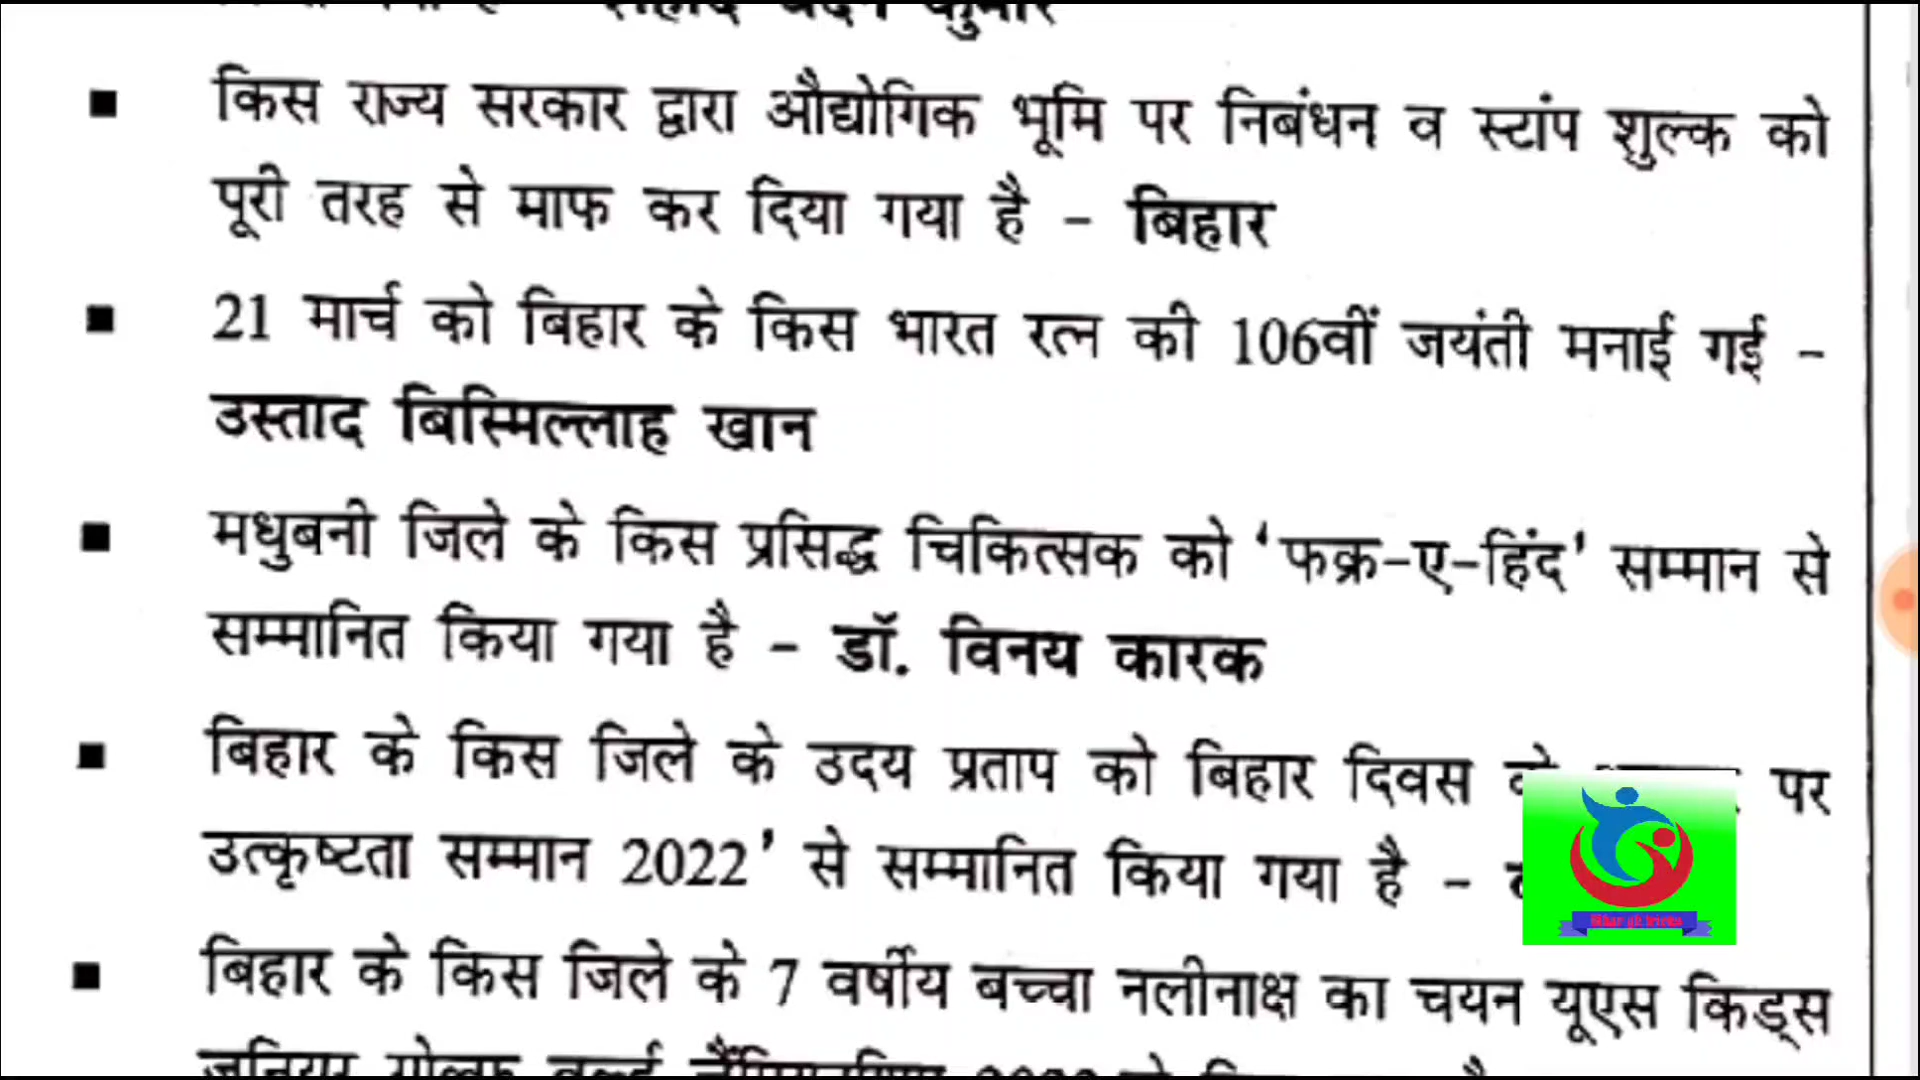 कुमार
■ किस राज्य सरकार द्वारा औद्योगिक भूमि पर निबंधन व स्टांप शुल्क को
पूरी तरह से माफ कर दिया गया है - बिहार
■ 21 मार्च को बिहार के किस भारत रत्न की 106वीं जयंती मनाई गई -
उस्ताद बिस्मिल्लाह खान
■ मधुबनी जिले के किस प्रसिद्ध चिकित्सक को ‘फक्र-ए-हिंद’ सम्मान से
सम्मानित किया गया है - डॉ. विनय कारक
■ बिहार के किस जिले के उदय प्रताप को बिहार दिवस पर
उत्कृष्टता सम्मान 2022’ से सम्मानित किया गया है -
■ बिहार के किस जिले के 7 वर्षीय बच्चा नलीनाक्ष का चयन यूएस किड्स